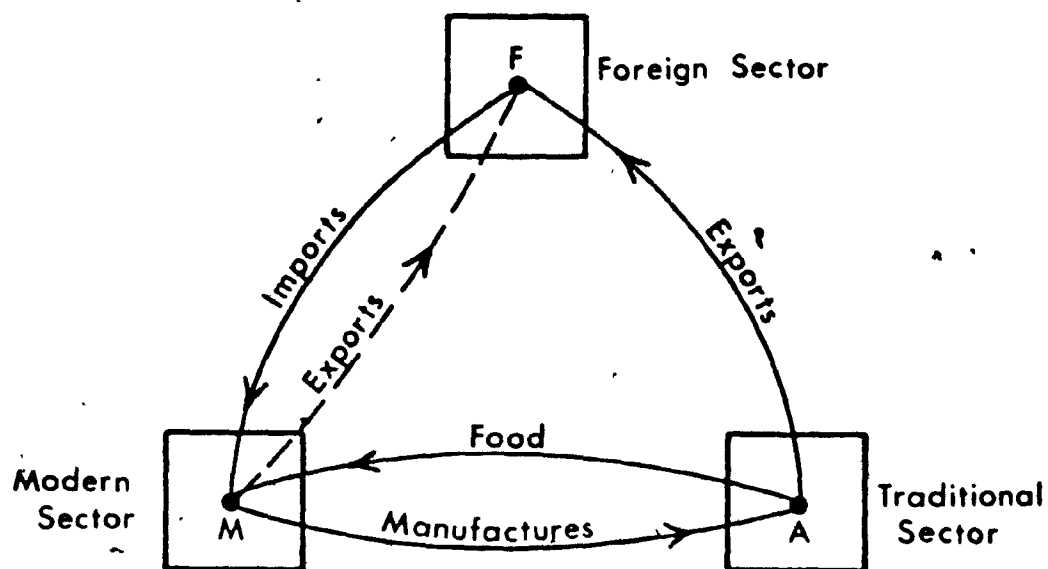 F
Foreign Sector
Imports
Exports
Exports
Food
Modern
Sector
M
Manufactures
A
Traditional
Sector